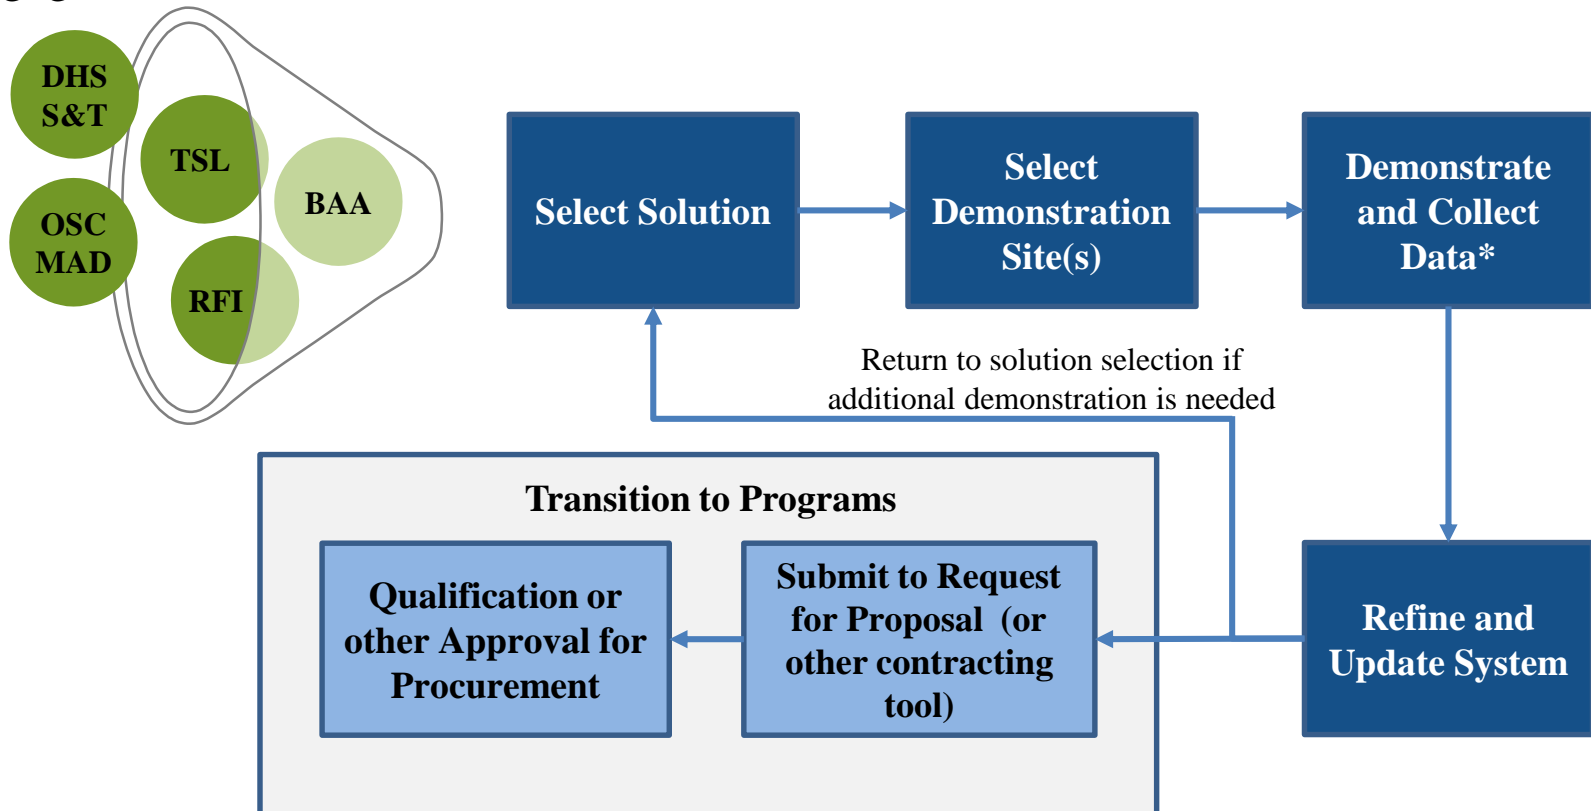 DHS
S&T
TSL
BAA
OSC
MAD
RFI
Select Solution
Select
Demonstration
Site(s)
Demonstrate
and Collect
Data*
Return to solution selection if
additional demonstration is needed
Transition to Programs
Qualification or
other Approval for
Procurement
Submit to Request
for Proposal (or
other contracting
tool)
Refine and
Update System